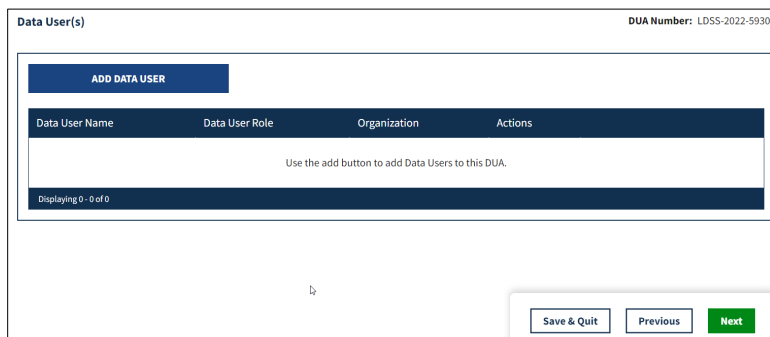 Data User(s)
DUA Number: LDSS-2022-5930
ADD DATA USER
Data User Name Data User Role Organization Actions
Use the add button to add Data Users to this DUA.
Displaying 0 - 0 of 0
Save & Quit Previous Next